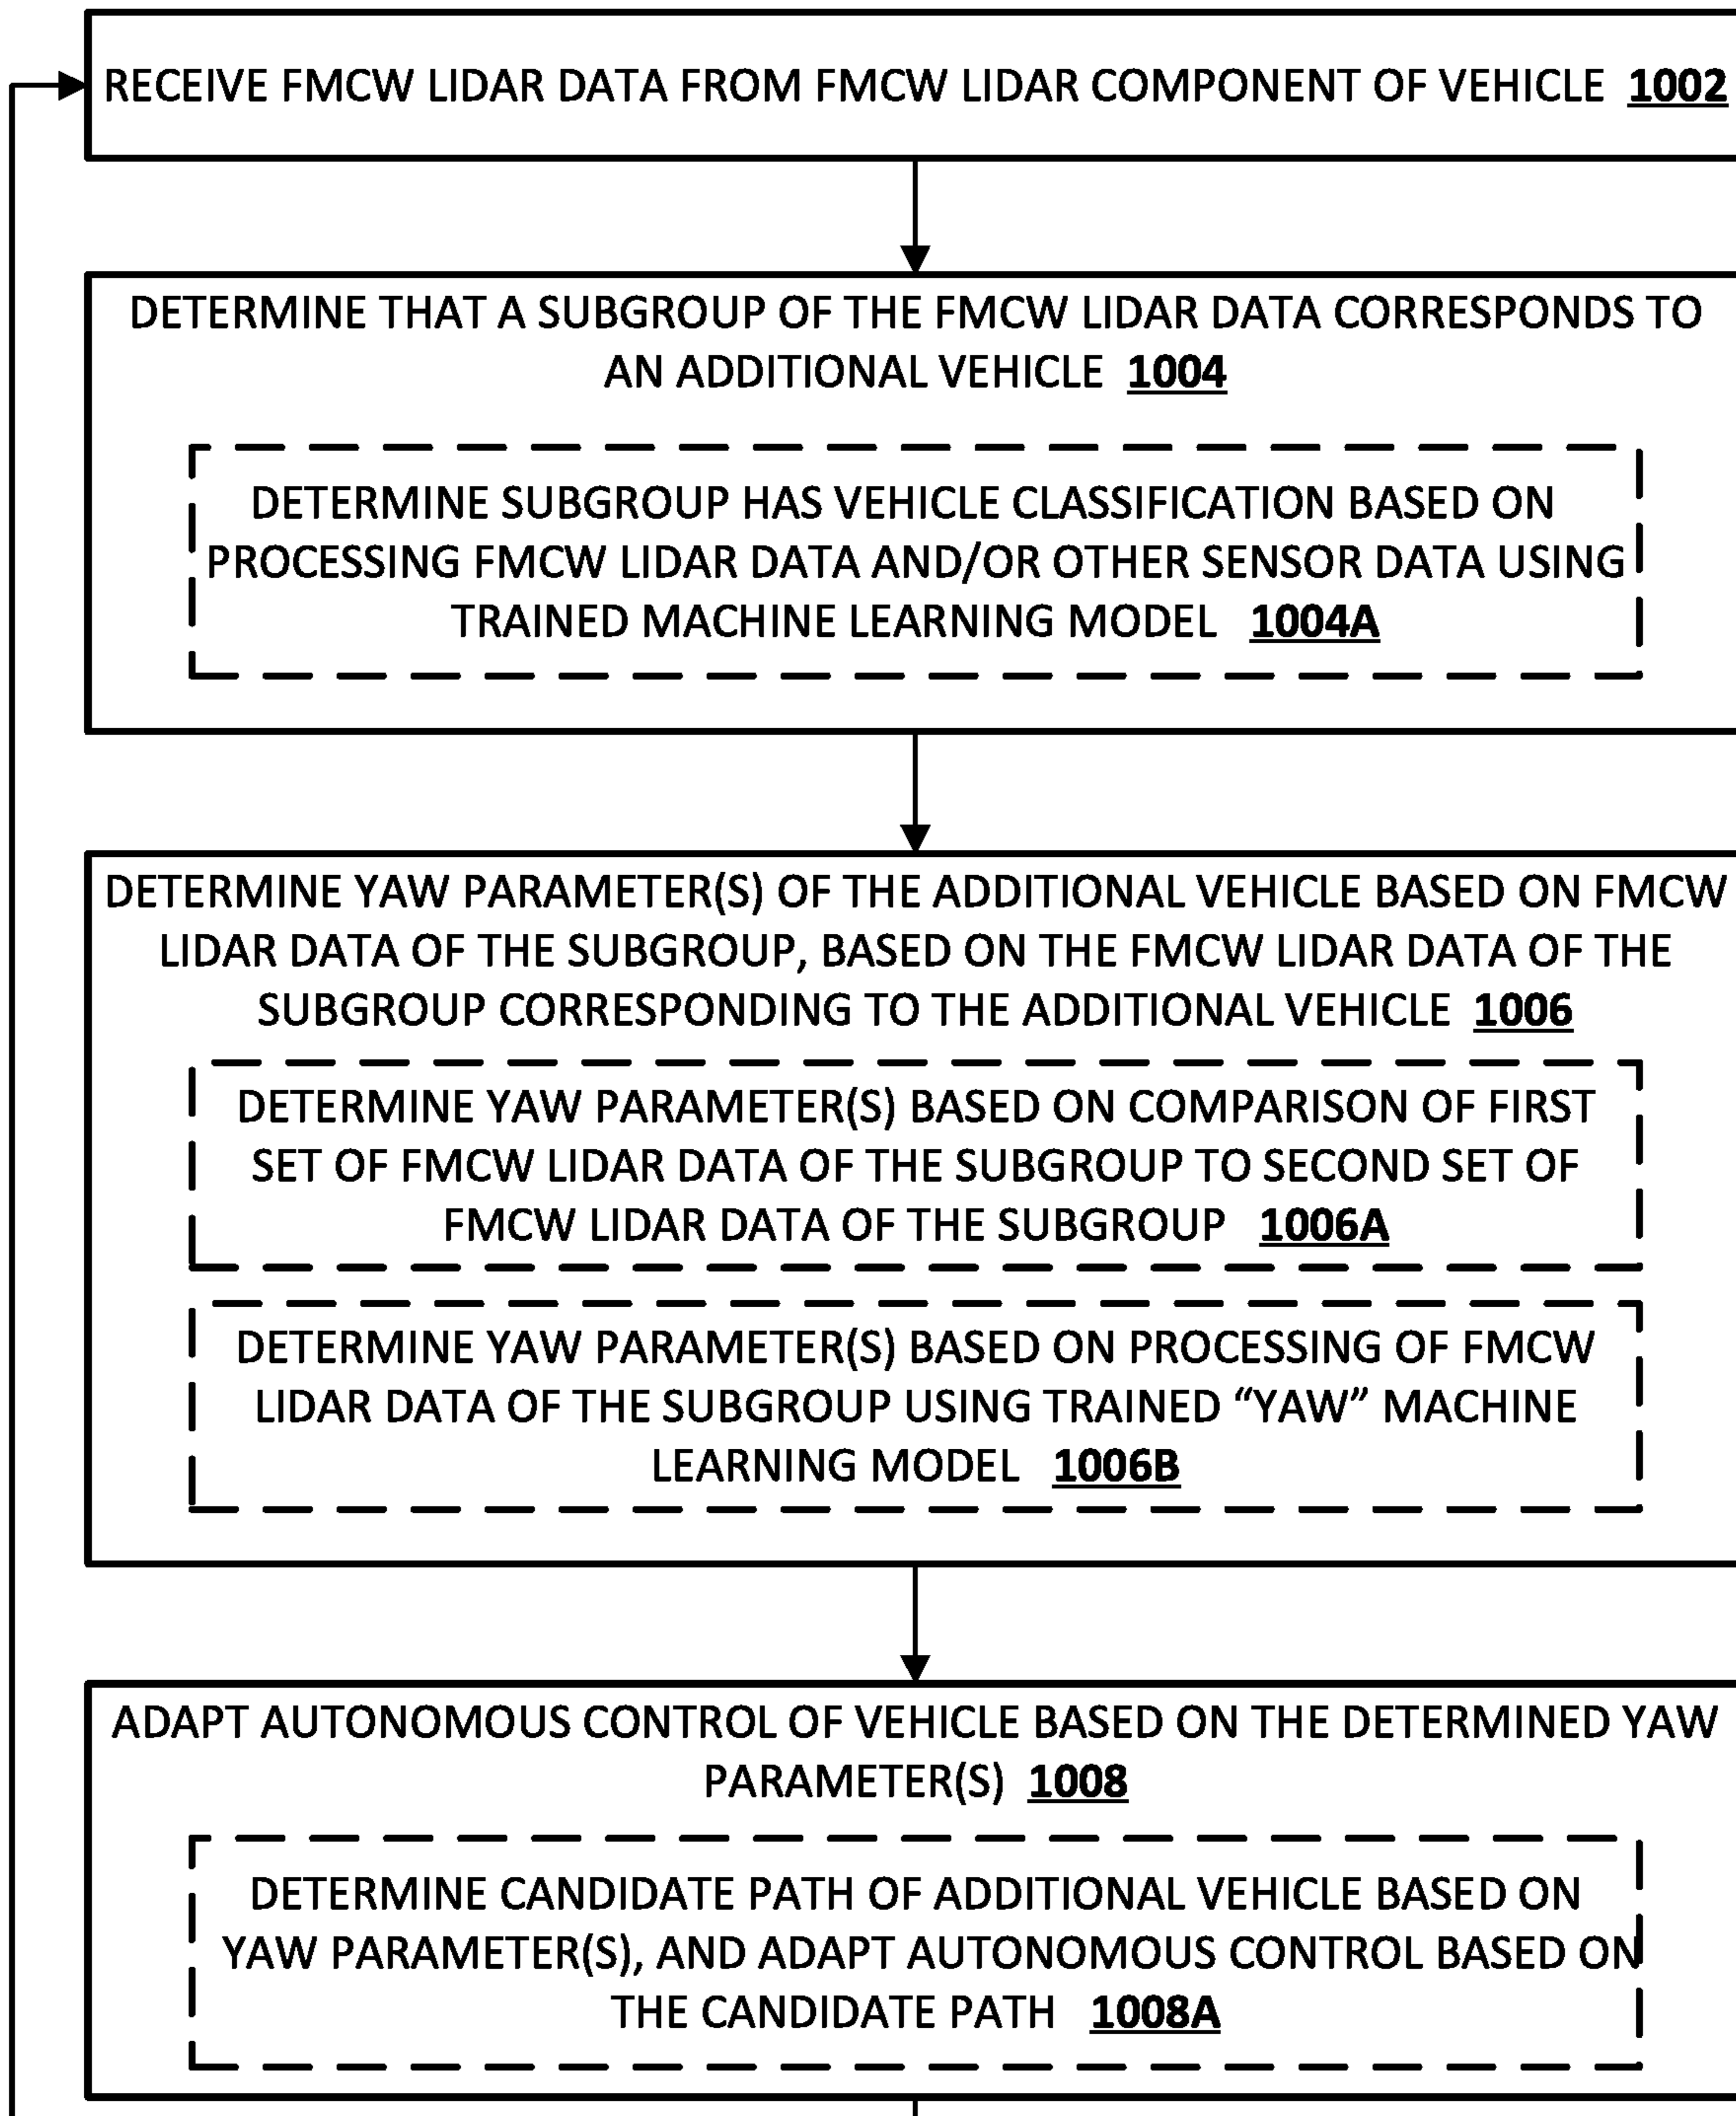 RECEIVE FMCW LIDAR DATA FROM FMCW LIDAR COMPONENT OF VEHICLE 1002
DETERMINE THAT A SUBGROUP OF THE FMCW LIDAR DATA CORRESPONDS TO
AN ADDITIONAL VEHICLE 1004
DETERMINE SUBGROUP HAS VEHICLE CLASSIFICATION BASED ON
PROCESSING FMCW LIDAR DATA AND/OR OTHER SENSOR DATA USING
TRAINED MACHINE LEARNING MODEL 1004A
DETERMINE YAW PARAMETER(S) OF THE ADDITIONAL VEHICLE BASED ON FMCW
LIDAR DATA OF THE SUBGROUP, BASED ON THE FMCW LIDAR DATA OF THE
SUBGROUP CORRESPONDING TO THE ADDITIONAL VEHICLE 1006
DETERMINE YAW PARAMETER(S) BASED ON COMPARISON OF FIRST
SET OF FMCW LIDAR DATA OF THE SUBGROUP TO SECOND SET OF
FMCW LIDAR DATA OF THE SUBGROUP 1006A
DETERMINE YAW PARAMETER(S) BASED ON PROCESSING OF FMCW
LIDAR DATA OF THE SUBGROUP USING TRAINED “YAW” MACHINE
LEARNING MODEL 1006B
ADAPT AUTONOMOUS CONTROL OF VEHICLE BASED ON THE DETERMINED YAW
PARAMETER(S) 1008
DETERMINE CANDIDATE PATH OF ADDITIONAL VEHICLE BASED ON
YAW PARAMETER(S), AND ADAPT AUTONOMOUS CONTROL BASED ON
THE CANDIDATE PATH 1008A